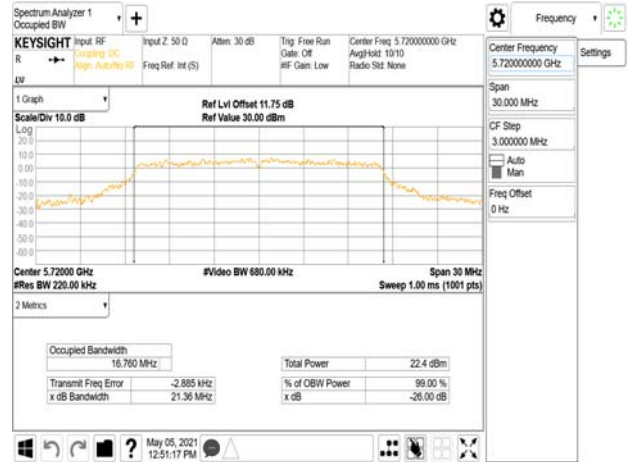 Spectrum Analyzer 1
Occupied BW
Frequency
KEYSIGHT
Input: RF
Coupling: DC
Align: Auto/No RF
Input Z: 50 Ω
Freq Ref: Int (S)
Atten: 30 dB
Trig: Free Run
Gate: Off
#IF Gain: Low
Center Freq: 5.720000000 GHz
Avg|Hold: 10/10
Radio Std: None
R
LU
Center Frequency
5.720000000 GHz
Settings
Span
30.000 MHz
CF Step
3.000000 MHz
Auto
Man
Freq Offset
0 Hz
1 Graph
Ref Lvl Offset 11.75 dB
Scale/Div 10.0 dB
Ref Value 30.00 dBm
Log
20.0
10.0
0.00
-10.0
-20.0
-30.0
-40.0
-50.0
-60.0
Center 5.72000 GHz
#Video BW 680.00 kHz
Span 30 MHz
#Res BW 220.00 kHz
Sweep 1.00 ms (1001 pts)
2 Metrics
Occupied Bandwidth
16.760 MHz
Total Power
22.4 dBm
Transmit Freq Error
-2.885 kHz
% of OBW Power
99.00 %
x dB Bandwidth
21.36 MHz
x dB
-26.00 dB
?
May 05, 2021
12:51:17 PM